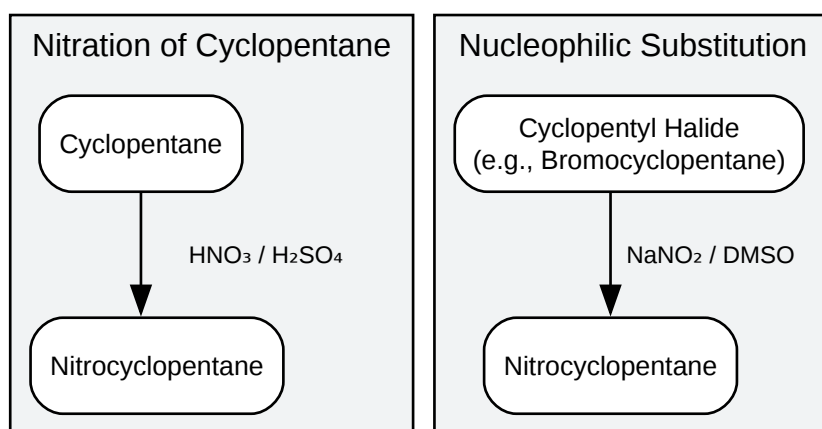 Nitration of Cyclopentane
Cyclopentane
HNO₃ / H₂SO₄
Nitrocyclopentane
Nucleophilic Substitution
Cyclopentyl Halide
(e.g., Bromocyclopentane)
NaNO₂ / DMSO
Nitrocyclopentane